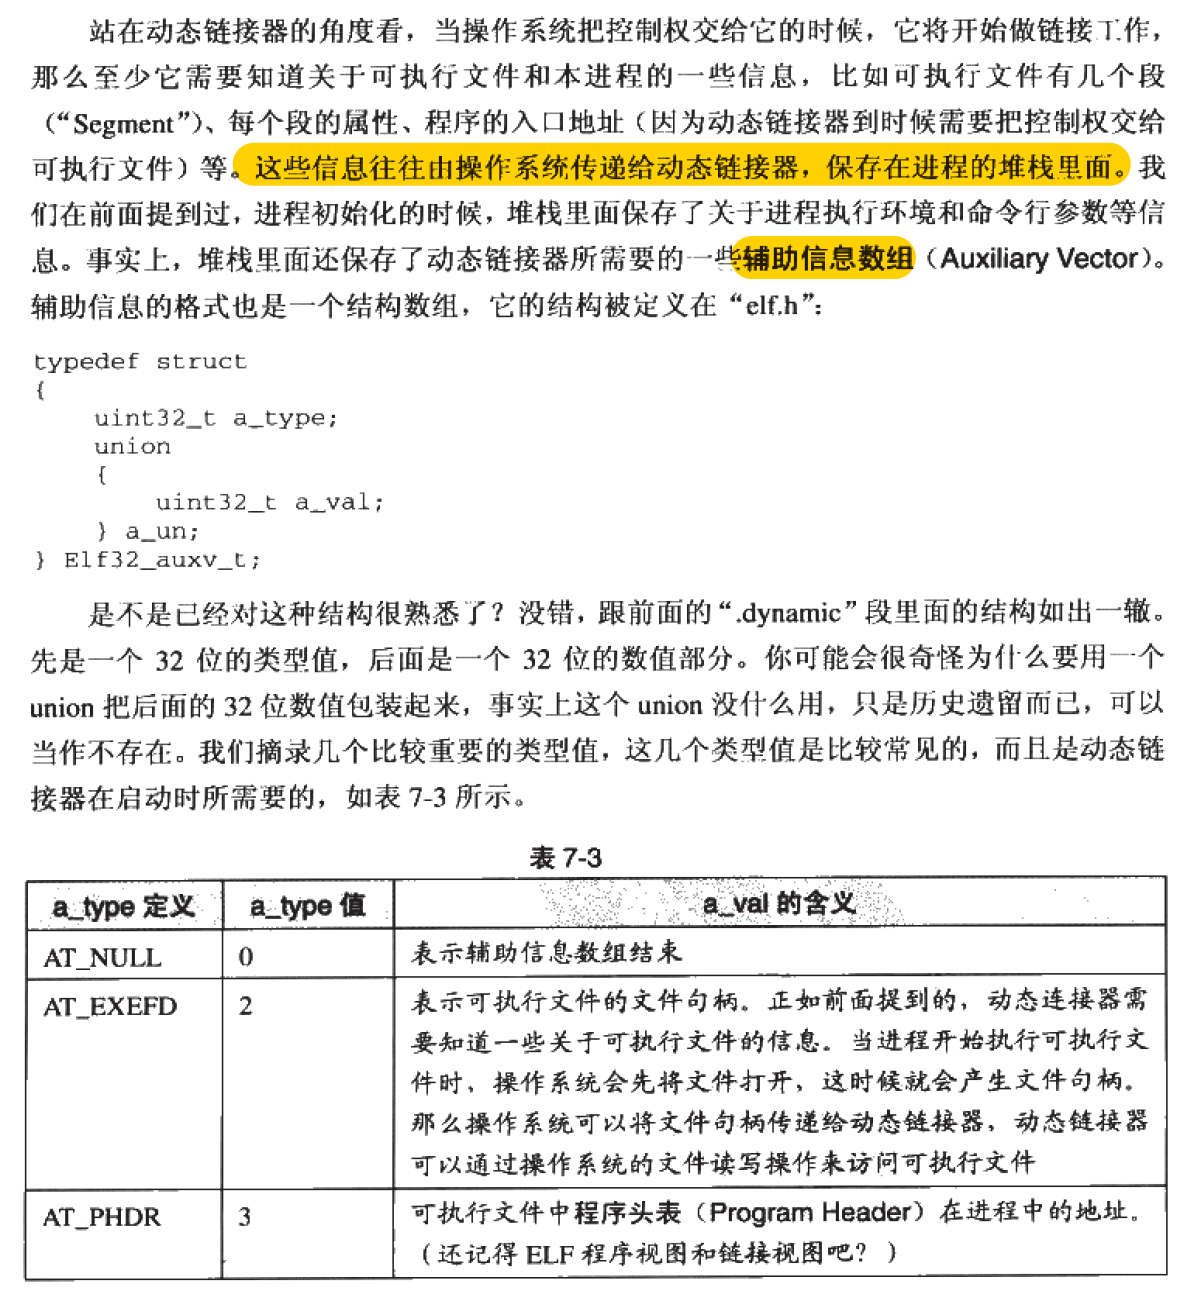 站在动态链接器的角度看，当操作系统把控制权交给它的时候，它将开始做链接工作，
那么至少它需要知道关于可执行文件和本进程的一些信息，比如可执行文件有几个段
（“Segment”）、每个段的属性、程序的入口地址（因为动态链接器到时候需要把控制权交给
可执行文件）等。这些信息往往由操作系统传递给动态链接器，保存在进程的堆栈里面。我
们在前面提到过，进程初始化的时候，堆栈里面保存了关于进程执行环境和命令行参数等信
息。事实上，堆栈里面还保存了动态链接器所需要的一些辅助信息数组（Auxiliary Vector）。
辅助信息的格式也是一个结构数组，它的结构被定义在“elf.h”：
typedef struct
{
    uint32_t a_type;
    union
    {
        uint32_t a_val;
    } a_un;
} Elf32_auxv_t;
是不是已经对这种结构很熟悉了？没错，跟前面的“.dynamic”段里面的结构如出一辙。
先是一个 32 位的类型值，后面是一个 32 位的数值部分。你可能会很奇怪为什么要用一个
union 把后面的 32 位数值包装起来，事实上这个 union 没什么用，只是历史遗留而已，可以
当作不存在。我们摘录几个比较重要的类型值，这几个类型值是比较常见的，而且是动态链
接器在启动时所需要的，如表 7-3 所示。
表 7-3
a_type 定义 a_type 值 a_val 的含义
AT_NULL 0 表示辅助信息数组结束
AT_EXEFD 2 表示可执行文件的文件句柄。正如前面提到的，动态连接器需
要知道一些关于可执行文件的信息。当进程开始执行可执行文
件时，操作系统会先将文件打开，这时候就会产生文件句柄。
那么操作系统可以将文件句柄传递给动态链接器，动态链接器
可以通过操作系统的文件读写操作来访问可执行文件
AT_PHDR 3 可执行文件中程序头表（Program Header）在进程中的地址。
（还记得 ELF 程序视图和链接视图吧？）